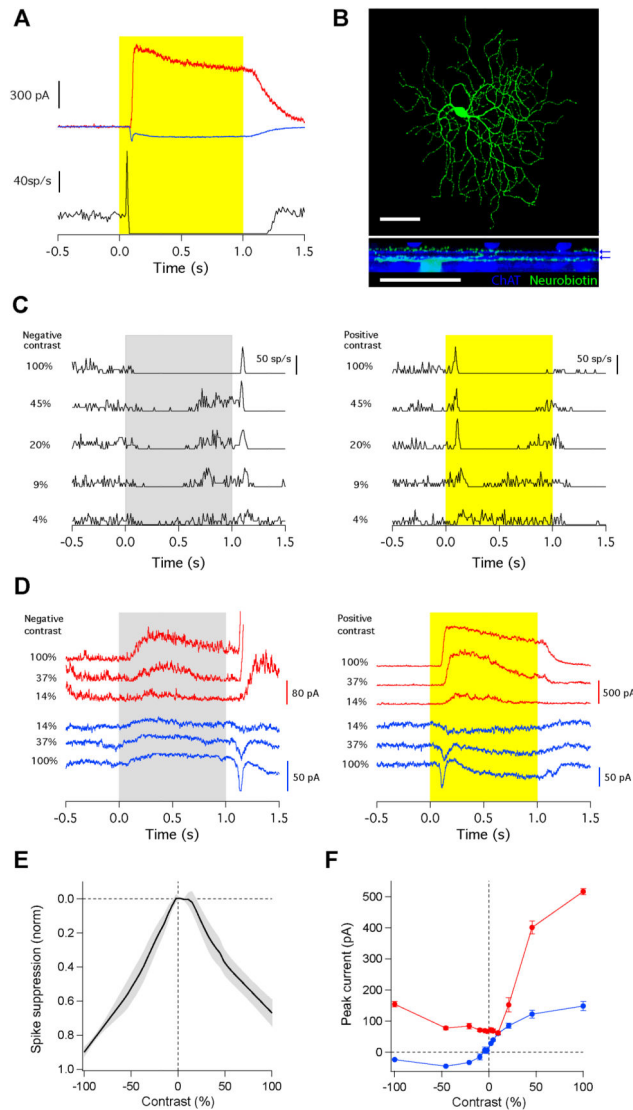 A
300 pA
40sp/s
-0.5 0.0 0.5 1.0 1.5
Time (s)
B
ChAT Neurobiotin
C
Negative contrast
100%
45%
20%
9%
4%
50 sp/s
-0.5 0.0 0.5 1.0 1.5
Time (s)
Positive contrast
100%
45%
20%
9%
4%
50 sp/s
-0.5 0.0 0.5 1.0 1.5
Time (s)
D
Negative contrast
100%
37%
14%
14%
37%
100%
80 pA
50 pA
-0.5 0.0 0.5 1.0 1.5
Time (s)
Positive contrast
100%
37%
14%
14%
37%
100%
500 pA
50 pA
-0.5 0.0 0.5 1.0 1.5
Time (s)
E
Spike suppression (norm)
0.0
0.2
0.4
0.6
0.8
1.0
-100 -50 0 50 100
Contrast (%)
F
Peak current (pA)
500
400
300
200
100
0
-100 -50 0 50 100
Contrast (%)